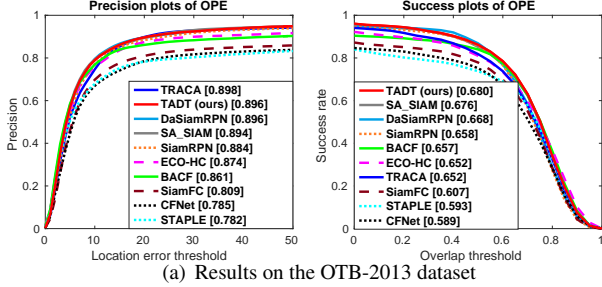 Precision plots of OPE
Precision
1
0.8
0.6
0.4
0.2
0
0 10 20 30 40 50
Location error threshold
TRACA [0.898]
TADT (ours) [0.896]
DaSiamRPN [0.896]
SA_SIAM [0.894]
SiamRPN [0.884]
ECO-HC [0.874]
BACF [0.861]
SiamFC [0.809]
CFNet [0.785]
STAPLE [0.782]
Success plots of OPE
Success rate
1
0.8
0.6
0.4
0.2
0
0 0.2 0.4 0.6 0.8 1
Overlap threshold
TADT (ours) [0.680]
SA_SIAM [0.676]
DaSiamRPN [0.668]
SiamRPN [0.658]
BACF [0.657]
ECO-HC [0.652]
TRACA [0.652]
SiamFC [0.607]
STAPLE [0.593]
CFNet [0.589]
(a) Results on the OTB-2013 dataset